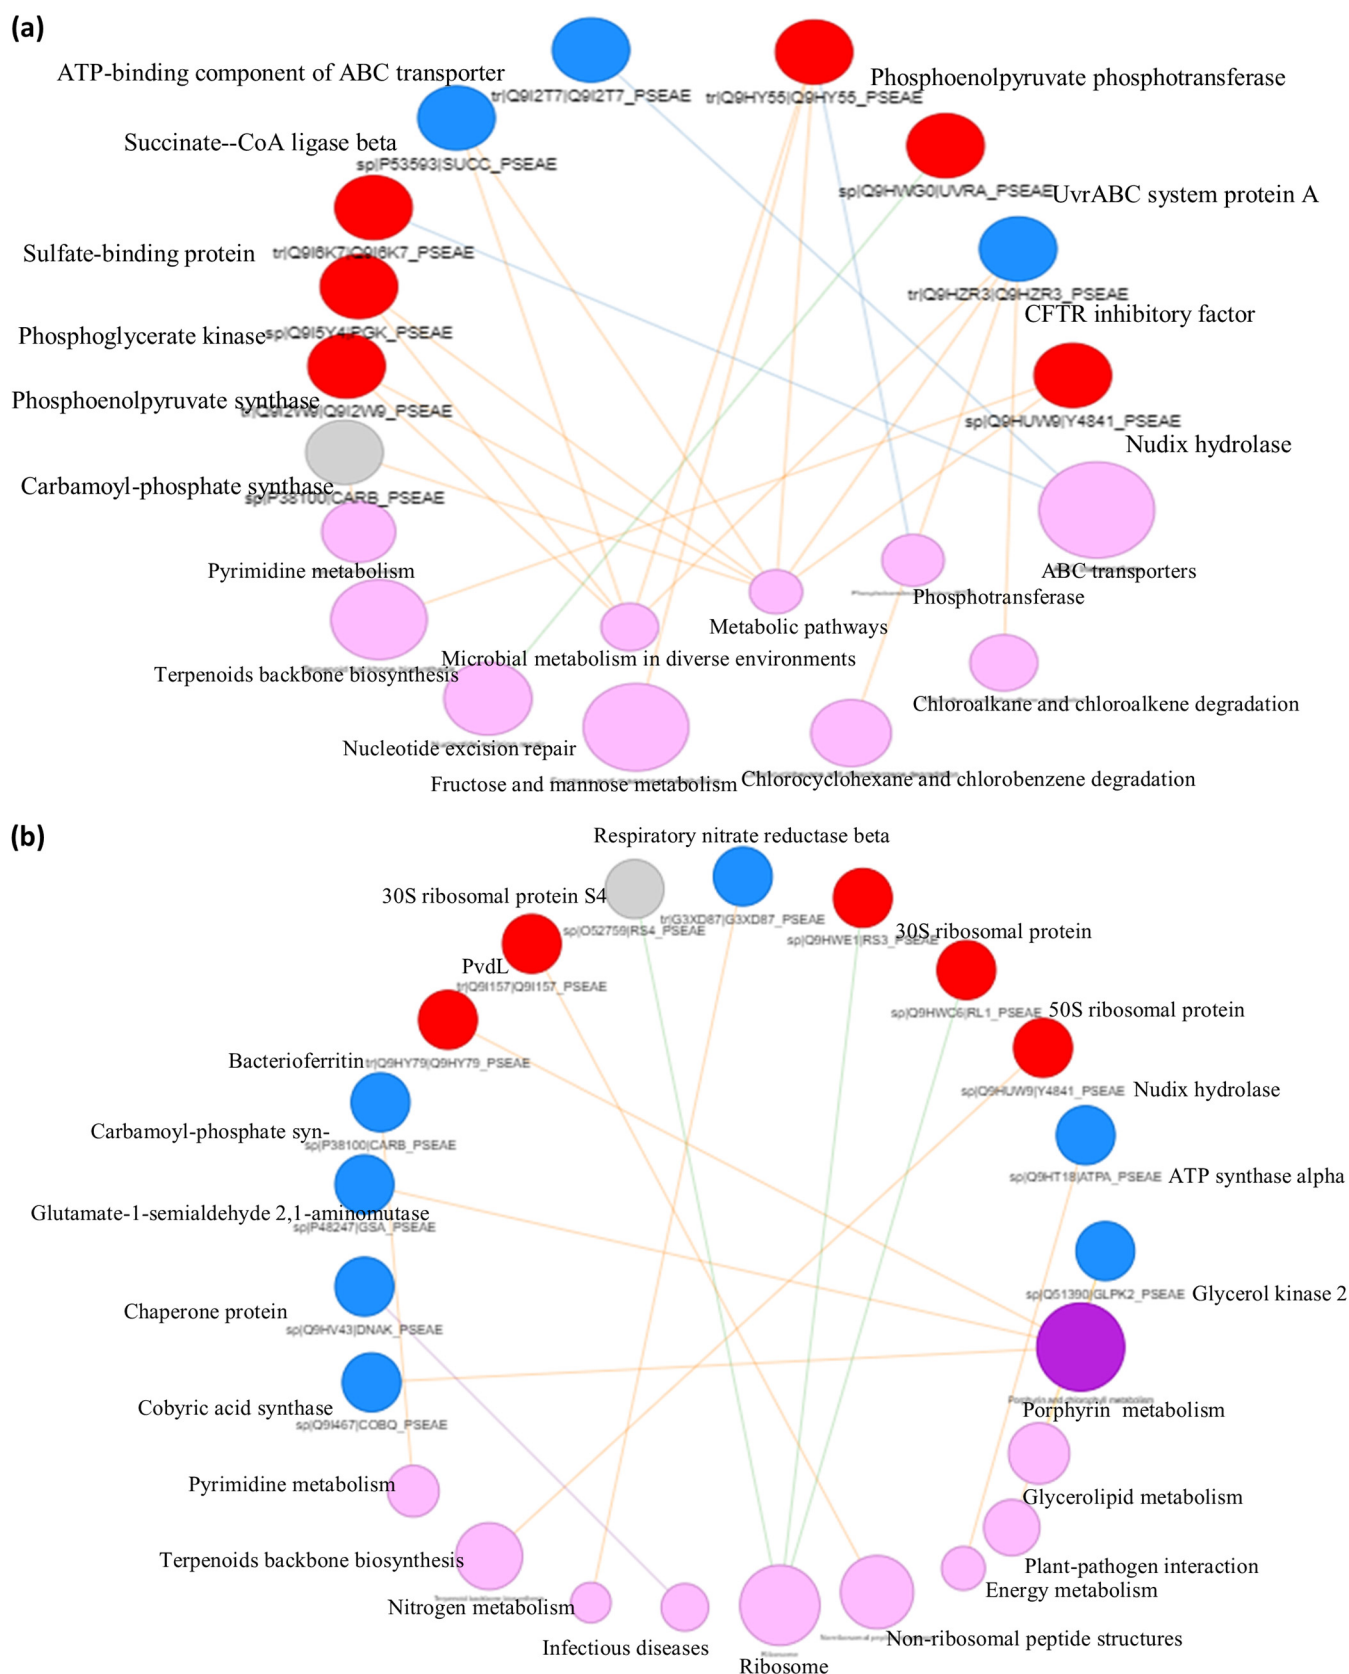 (a)
ATP-binding component of ABC transporter
tr|Q9I2T7|Q9I2T7_PSEAE
tr|Q9HY55|Q9HY55_PSEAE
Phosphoenolpyruvate phosphotransferase
Succinate--CoA ligase beta
sp|P53593|SUCC_PSEAE
sp|Q9HWG0|UVRA_PSEAE
UvrABC system protein A
Sulfate-binding protein
tr|Q9I6K7|Q9I6K7_PSEAE
tr|Q9HZR3|Q9HZR3_PSEAE
CFTR inhibitory factor
Phosphoglycerate kinase
sp|Q9I5Y4|PGK_PSEAE
Phosphoenolpyruvate synthase
tr|Q9I2W9|Q9I2W9_PSEAE
sp|Q9HUW9|Y4841_PSEAE
Nudix hydrolase
Carbamoyl-phosphate synthase
sp|P38100|CARB_PSEAE
Pyrimidine metabolism
ABC transporters
Phosphotransferase
Metabolic pathways
Microbial metabolism in diverse environments
Terpenoids backbone biosynthesis
Chloroalkane and chloroalkene degradation
Nucleotide excision repair
Fructose and mannose metabolism
Chlorocyclohexane and chlorobenzene degradation
(b)
Respiratory nitrate reductase beta
30S ribosomal protein S4
sp|O52759|RS4_PSEAE
tr|G3XD87|G3XD87_PSEAE
sp|Q9HWE1|RS3_PSEAE
30S ribosomal protein
PvdL
tr|Q9I157|Q9I157_PSEAE
sp|Q9HWC6|RL1_PSEAE
50S ribosomal protein
Bacterioferritin
tr|Q9HY79|Q9HY79_PSEAE
sp|Q9HUW9|Y4841_PSEAE
Nudix hydrolase
Carbamoyl-phosphate syn-
sp|P38100|CARB_PSEAE
sp|Q9HT18|ATPA_PSEAE
ATP synthase alpha
Glutamate-1-semialdehyde 2,1-aminomutase
sp|P48247|GSA_PSEAE
sp|Q51390|GLPK2_PSEAE
Glycerol kinase 2
Chaperone protein
sp|Q9HV43|DNAK_PSEAE
Porphyrin and chlorophyll metabolism
Porphyrin metabolism
Cobyric acid synthase
sp|Q9I467|COBQ_PSEAE
Pyrimidine metabolism
Glycerolipid metabolism
Terpenoids backbone biosynthesis
Plant-pathogen interaction
Energy metabolism
Nitrogen metabolism
Infectious diseases
Non-ribosomal peptide structures
Ribosome